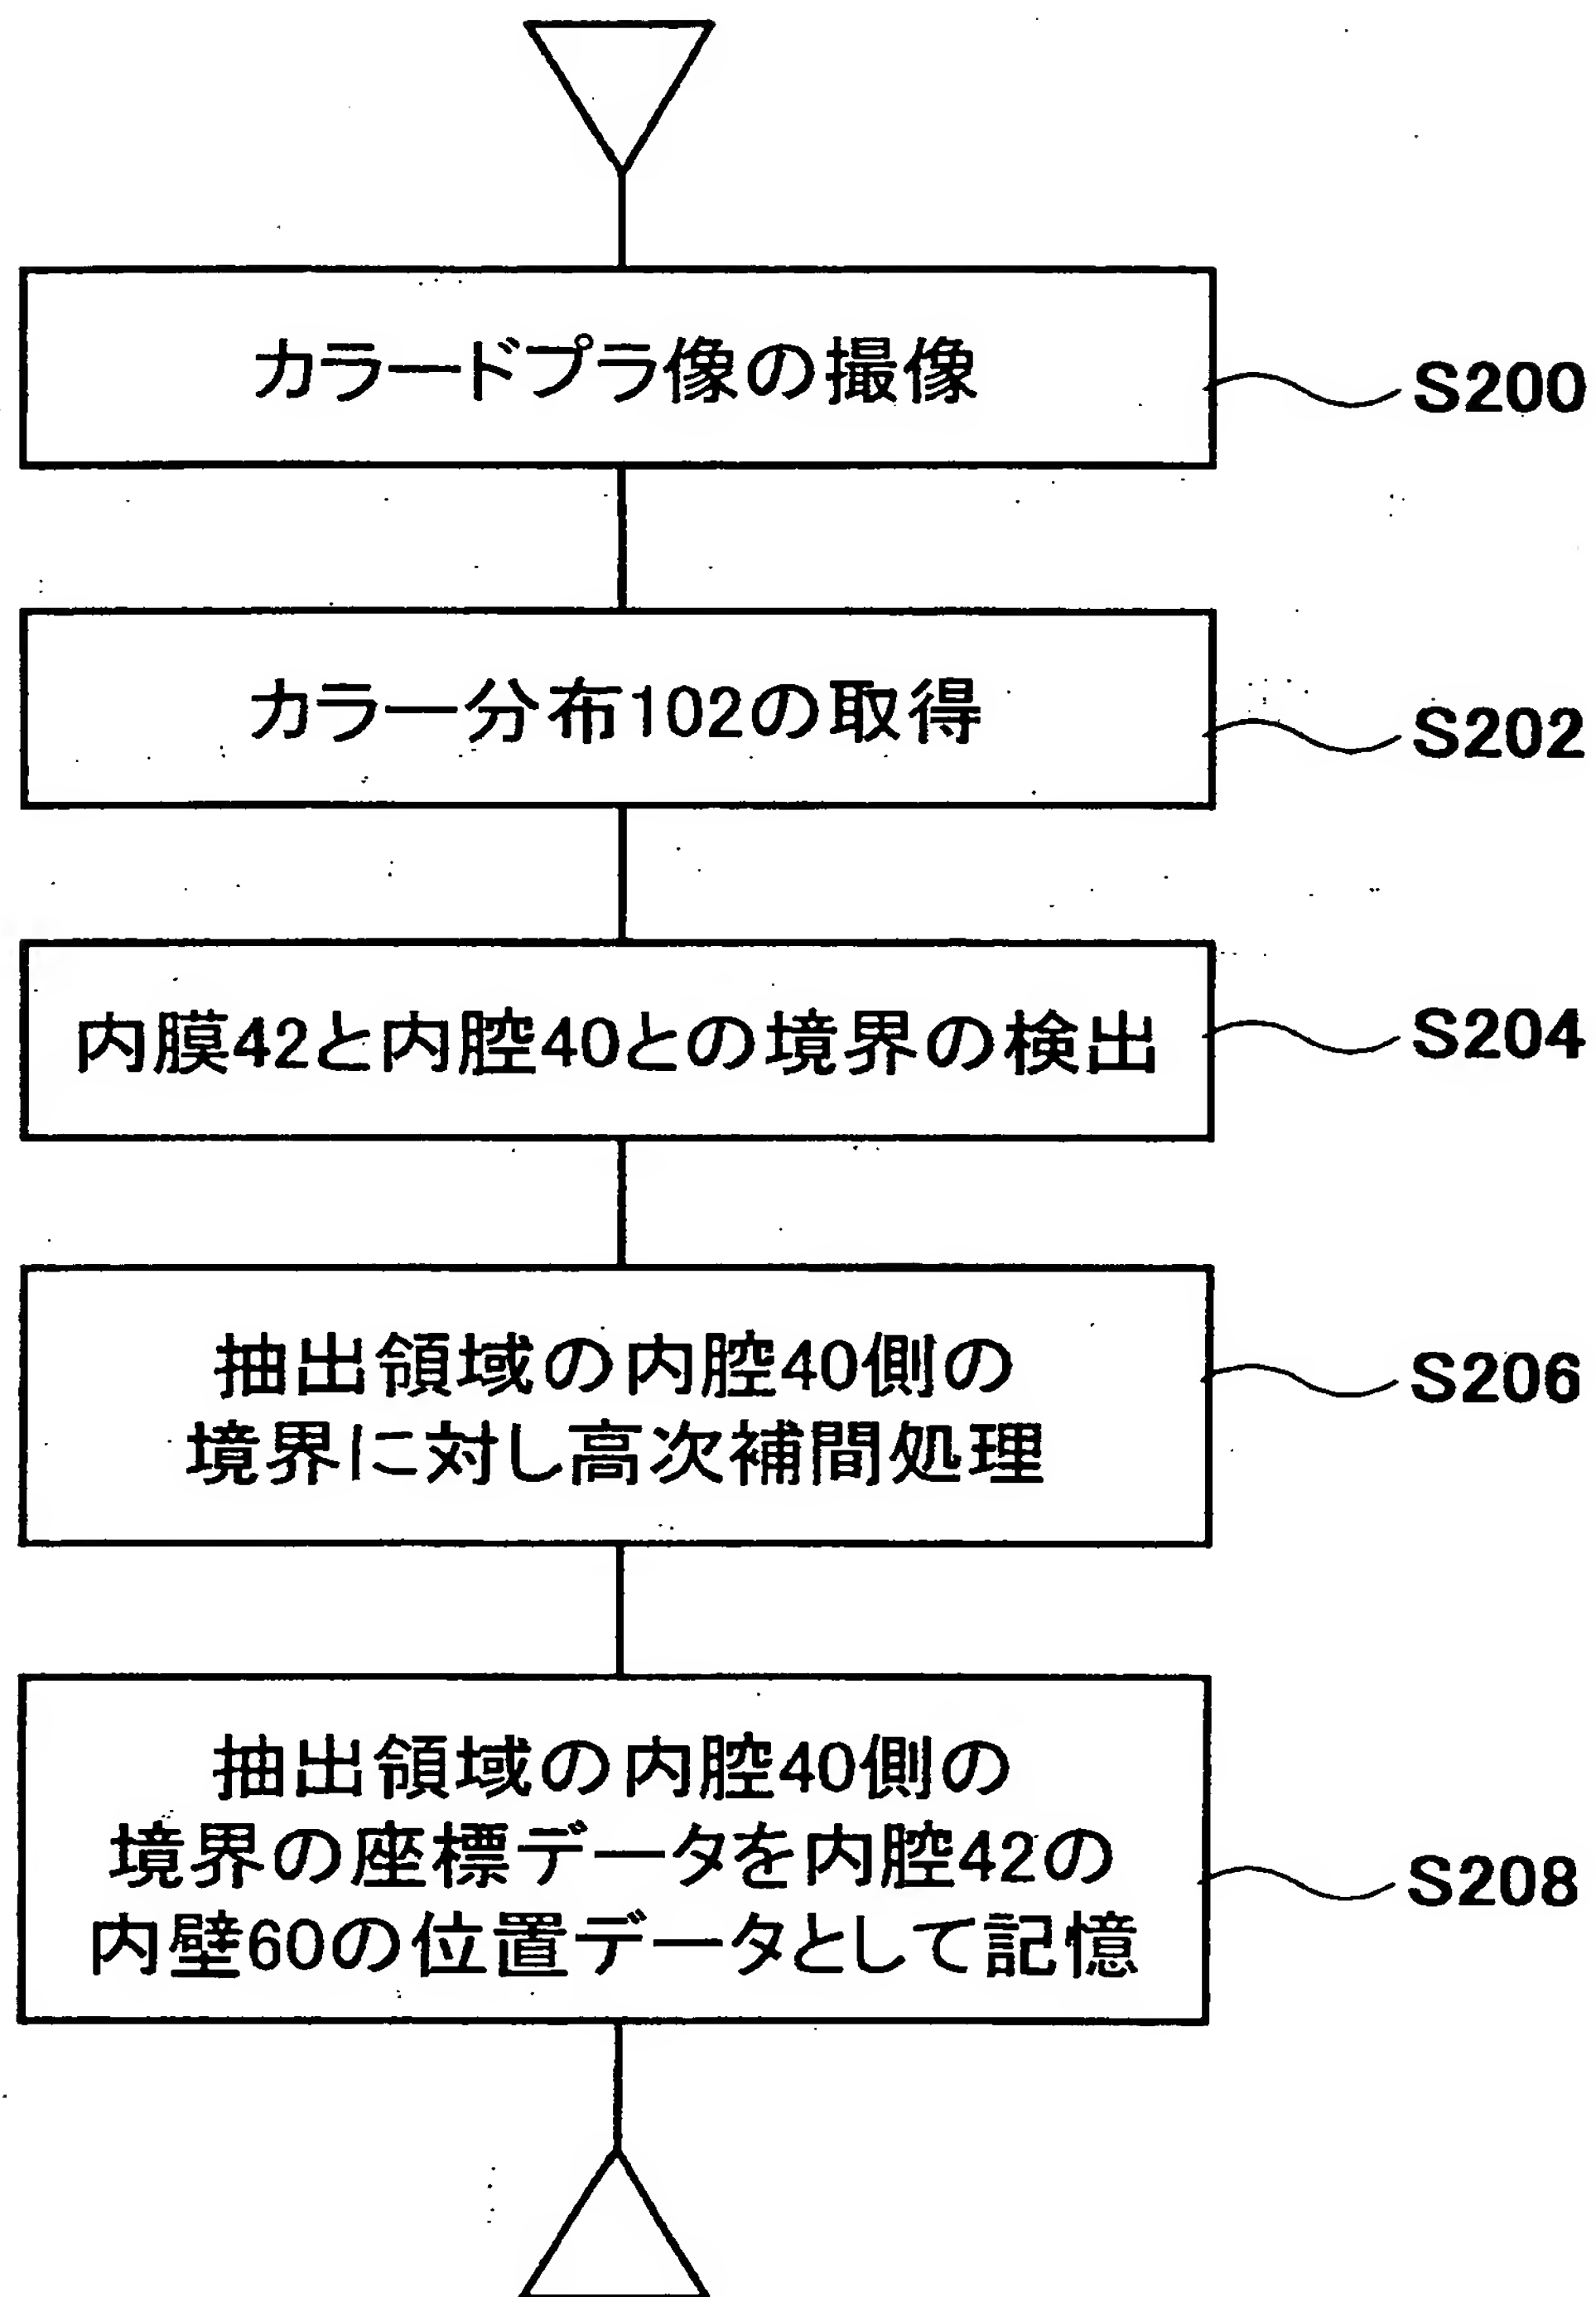 カラードプラ像の撮像
S200
カラー分布102の取得
S202
内膜42と内腔40との境界の検出
S204
抽出領域の内腔40側の
境界に対し高次補間処理
S206
抽出領域の内腔40側の
境界の座標データを内腔42の
内壁60の位置データとして記憶
S208